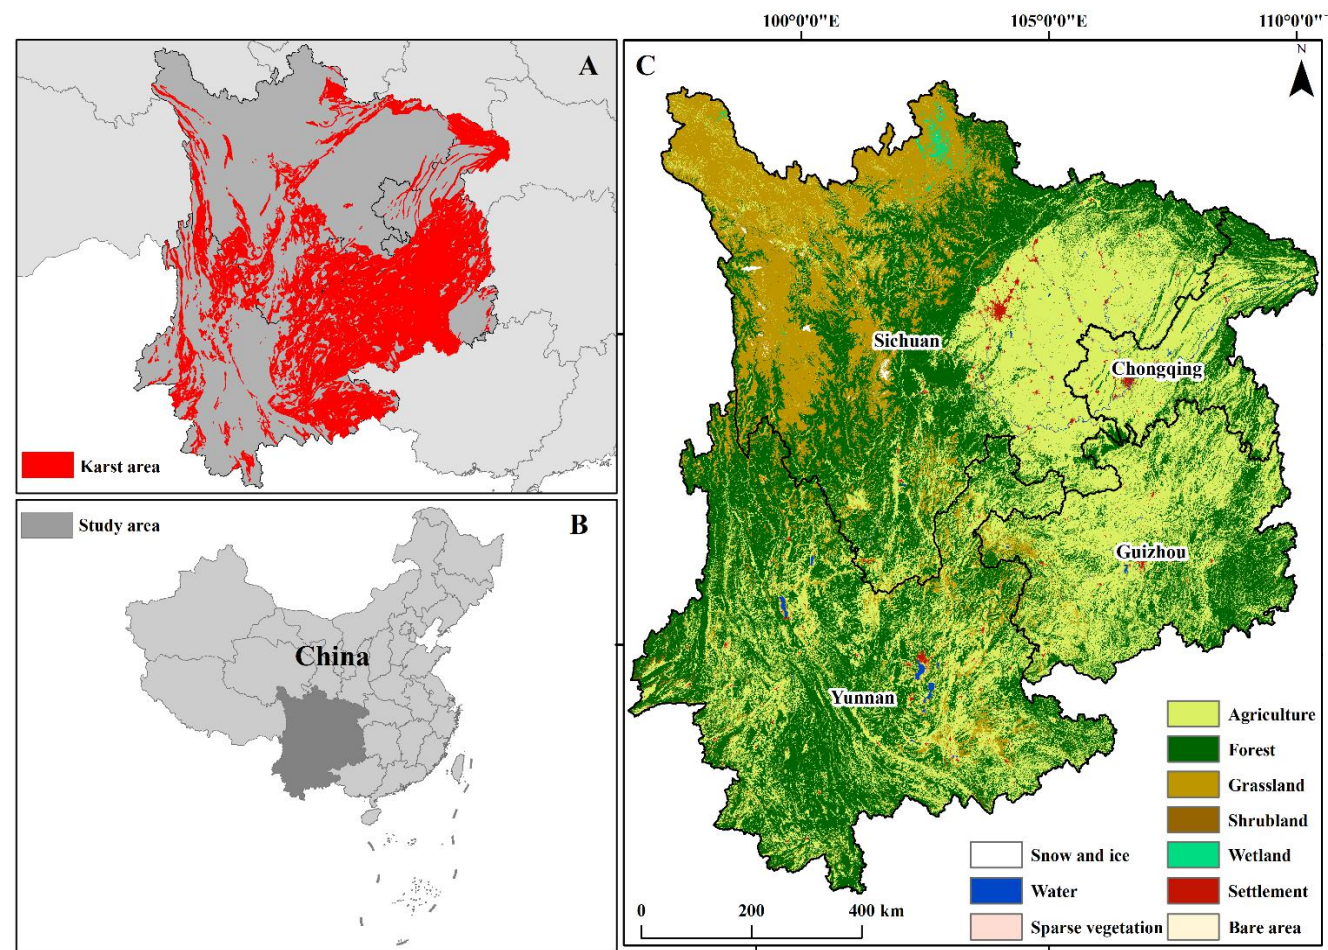 100°0'0"E
105°0'0"E
110°0'0"E
A
Karst area
B
Study area
China
C
N
Sichuan
Chongqing
Guizhou
Yunnan
Agriculture
Forest
Grassland
Shrubland
Snow and ice
Wetland
Water
Settlement
Sparse vegetation
Bare area
0 200 400 km